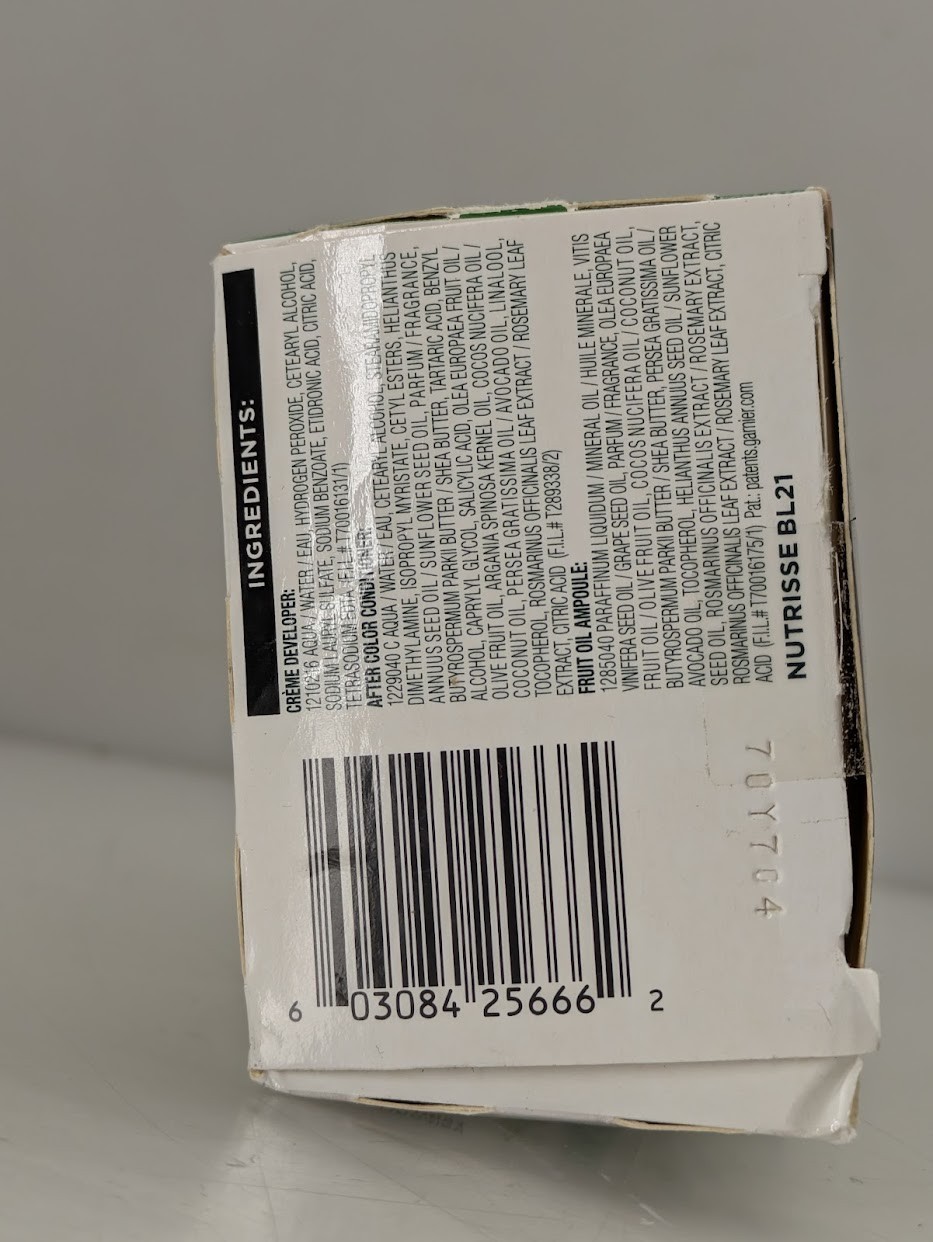 INGREDIENTS:
CRÈME DEVELOPER:
AQUA / WATER / EAU, HYDROGEN PEROXIDE, CETEARYL ALCOHOL,
SODIUM LAURYL SULFATE, SODIUM BENZOATE, ETIDRONIC ACID, CITRIC ACID,
TETRASODIUM EDTA (F.I.L.# T70016131/1)
AFTER COLOR CONDITIONER:
1229040 C AQUA / WATER / EAU, CETEARYL ALCOHOL, STEARAMIDOPROPYL
DIMETHYLAMINE, ISOPROPYL MYRISTATE, CETYL ESTERS, HELIANTHUS
ANNUUS SEED OIL / SUNFLOWER SEED OIL, PARFUM / FRAGRANCE,
BUTYROSPERMUM PARKII BUTTER / SHEA BUTTER, TARTARIC ACID, BENZYL
ALCOHOL, CAPRYLYL GLYCOL, SALICYLIC ACID, OLEA EUROPAEA FRUIT OIL /
OLIVE FRUIT OIL, ARGANIA SPINOSA KERNEL OIL, COCOS NUCIFERA OIL /
COCONUT OIL, PERSEA GRATISSIMA OIL / AVOCADO OIL, LINALOOL,
TOCOPHEROL, ROSMARINUS OFFICINALIS LEAF EXTRACT / ROSEMARY LEAF
EXTRACT, CITRIC ACID (F.I.L.# T289338/2)
FRUIT OIL AMPOULE:
1285040 PARAFFINUM LIQUIDUM / MINERAL OIL / HUILE MINERALE, VITIS
VINIFERA SEED OIL / GRAPE SEED OIL, PARFUM / FRAGRANCE, OLEA EUROPAEA
FRUIT OIL / OLIVE FRUIT OIL, COCOS NUCIFERA OIL / COCONUT OIL,
BUTYROSPERMUM PARKII BUTTER / SHEA BUTTER, PERSEA GRATISSIMA OIL /
AVOCADO OIL, TOCOPHEROL, HELIANTHUS ANNUUS SEED OIL / SUNFLOWER
SEED OIL, ROSMARINUS OFFICINALIS EXTRACT / ROSEMARY EXTRACT,
ROSMARINUS OFFICINALIS LEAF EXTRACT / ROSEMARY LEAF EXTRACT, CITRIC
ACID (F.I.L.# T70016175/1) Pat.: patents.garnier.com
NUTRISSE BL21
6 03084 25666 2
70Y704